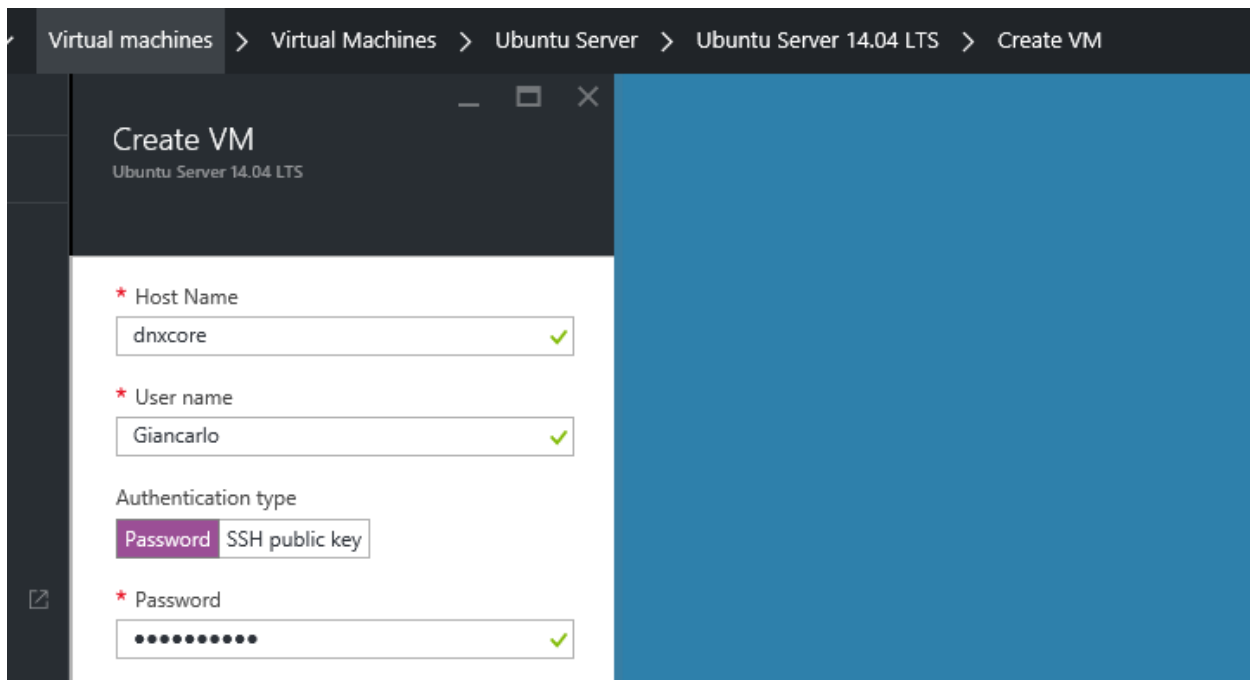 Virtual machines > Virtual Machines > Ubuntu Server > Ubuntu Server 14.04 LTS > Create VM
Create VM
Ubuntu Server 14.04 LTS
* Host Name
dnxcore
* User name
Giancarlo
Authentication type
Password SSH public key
* Password
••••••••••